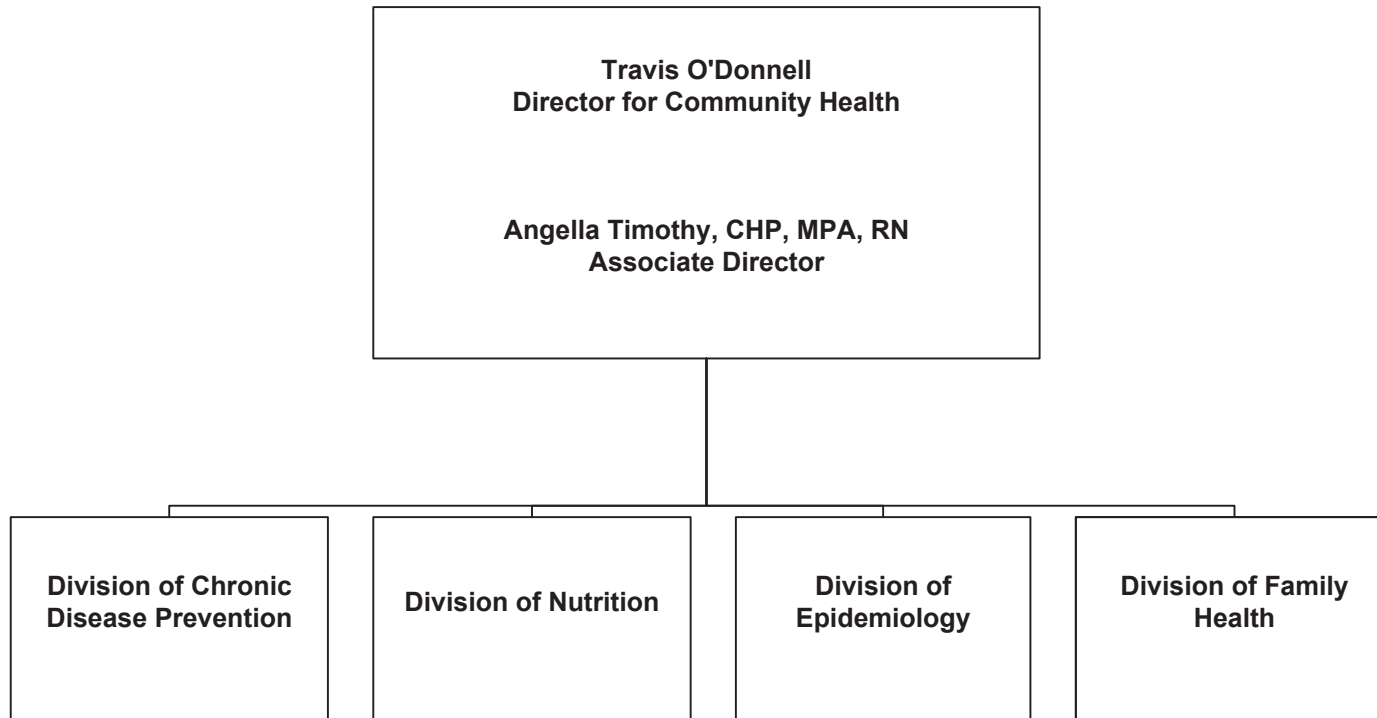 Travis O'Donnell
Director for Community Health
Angella Timothy, CHP, MPA, RN
Associate Director
Division of Chronic
Disease Prevention
Division of Nutrition
Division of
Epidemiology
Division of Family
Health